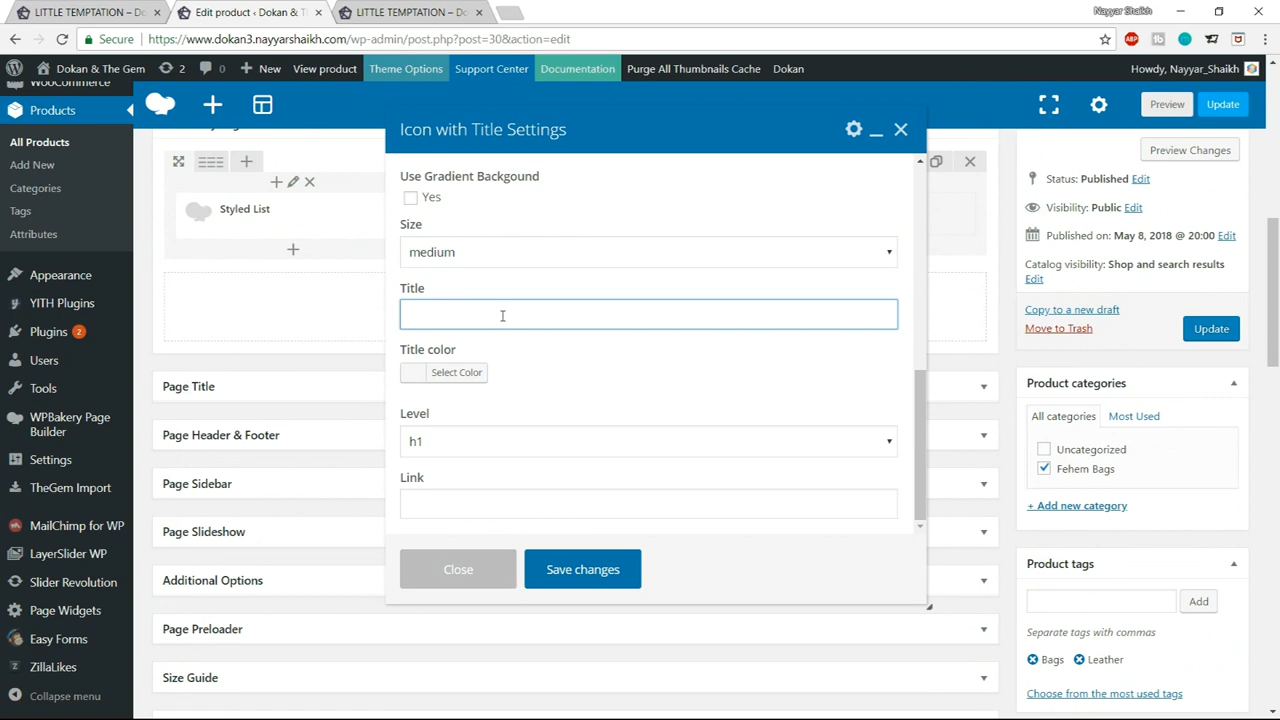 LITTLE TEMPTATION – Do
Edit product ‹ Dokan & T
LITTLE TEMPTATION – Do
Nayyar Shaikh
Secure
https://www.dokan3.nayyarshaikh.com/wp-admin/post.php?post=30&action=edit
ABP
Dokan & The Gem
2
0
New
View product
Theme Options
Support Center
Documentation
Purge All Thumbnails Cache
Dokan
Howdy, Nayyar_Shaikh
WooCommerce
Products
All Products
Add New
Categories
Tags
Attributes
Appearance
YITH Plugins
Plugins 2
Users
Tools
WPBakery Page
Builder
Settings
TheGem Import
MailChimp for WP
LayerSlider WP
Slider Revolution
Page Widgets
Easy Forms
ZillaLikes
Collapse menu
Preview
Update
Styled List
Page Title
Page Header & Footer
Page Sidebar
Page Slideshow
Additional Options
Page Preloader
Size Guide
Icon with Title Settings
Use Gradient Backgound
Yes
Size
medium
Title
Title color
Select Color
Level
h1
Link
Close
Save changes
Preview Changes
Status: Published Edit
Visibility: Public Edit
Published on: May 8, 2018 @ 20:00 Edit
Catalog visibility: Shop and search results
Edit
Copy to a new draft
Move to Trash
Update
Product categories
All categories
Most Used
Uncategorized
Fehem Bags
+ Add new category
Product tags
Add
Separate tags with commas
Bags
Leather
Choose from the most used tags